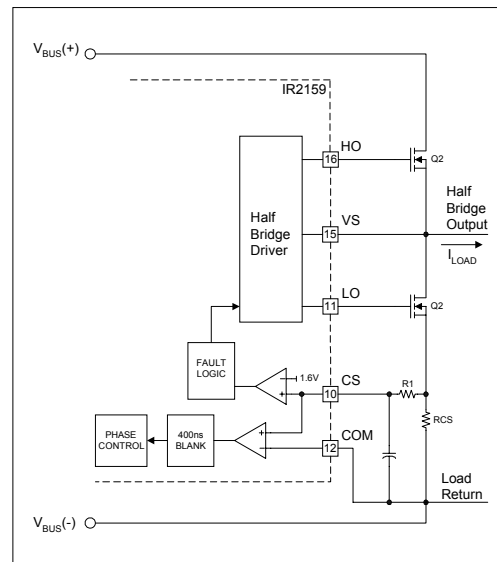 V_BUS(+)
IR2159
HO
16
Q2
Half
Bridge
Output
Half
Bridge
Driver
VS
15
I_LOAD
LO
11
Q2
FAULT
LOGIC
1.6V
CS
10
R1
RCS
PHASE
CONTROL
400ns
BLANK
COM
12
Load
Return
V_BUS(-)